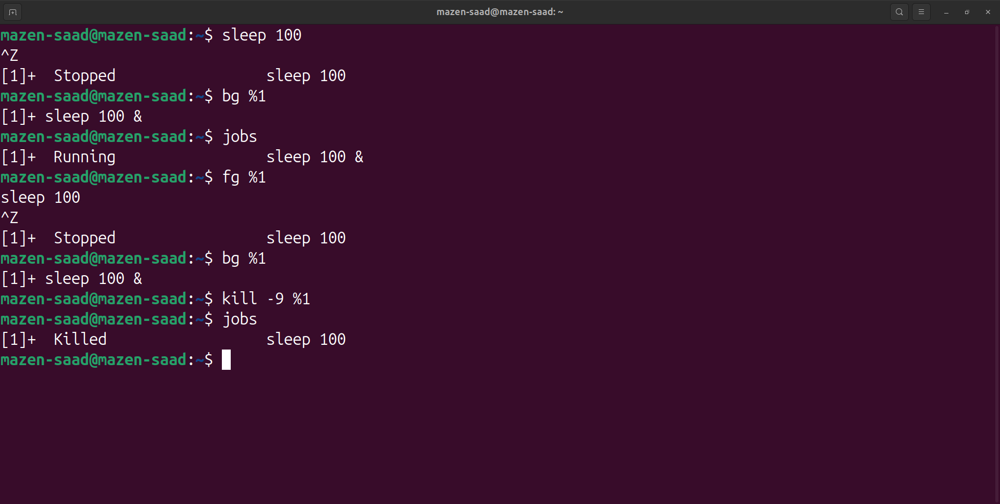 mazen-saad@mazen-saad: ~
mazen-saad@mazen-saad:~$ sleep 100
^Z
[1]+  Stopped                 sleep 100
mazen-saad@mazen-saad:~$ bg %1
[1]+ sleep 100 &
mazen-saad@mazen-saad:~$ jobs
[1]+  Running                 sleep 100 &
mazen-saad@mazen-saad:~$ fg %1
sleep 100
^Z
[1]+  Stopped                 sleep 100
mazen-saad@mazen-saad:~$ bg %1
[1]+ sleep 100 &
mazen-saad@mazen-saad:~$ kill -9 %1
mazen-saad@mazen-saad:~$ jobs
[1]+  Killed                  sleep 100
mazen-saad@mazen-saad:~$